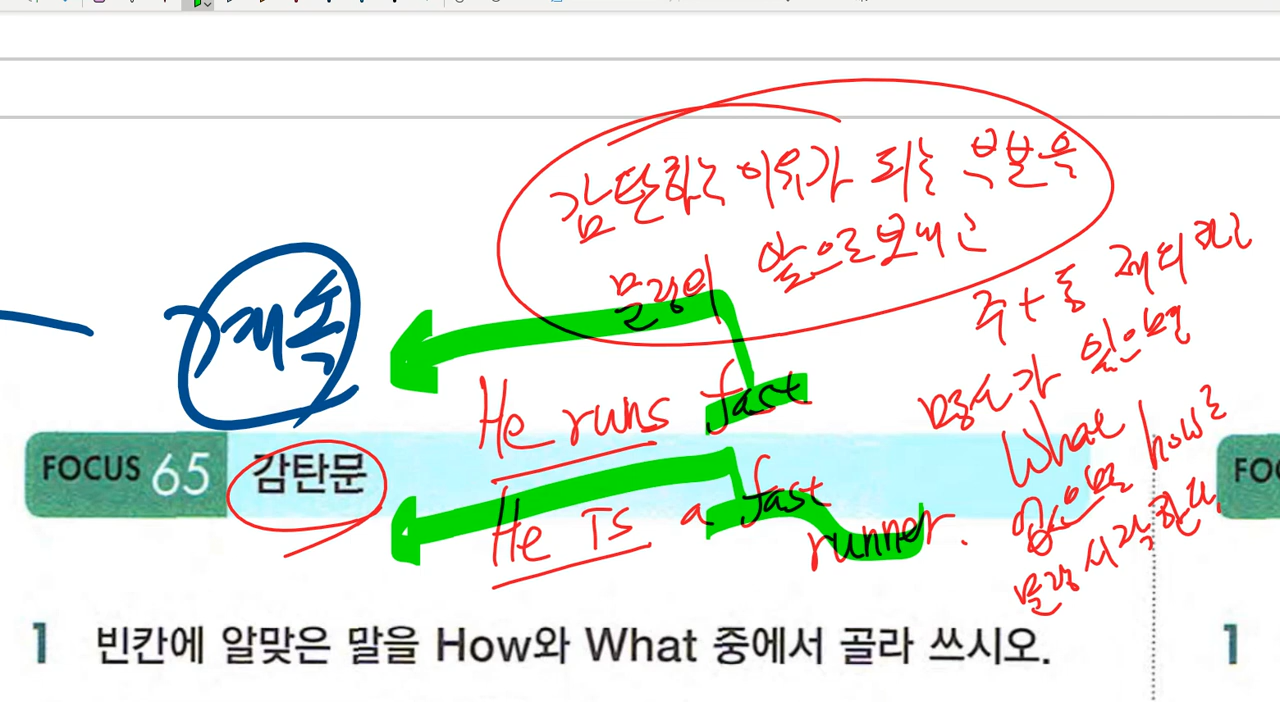 감탄하는 이유가 되는 부분을
앞으로 보내고
문장의
주+동 제외하고
명사가 있으면
What
없으면 how로
문장 시작한다.
He runs fast
He is a fast
runner.
FOCUS 65 감탄문
FO
1 빈칸에 알맞은 말을 How와 What 중에서 골라 쓰시오.
1